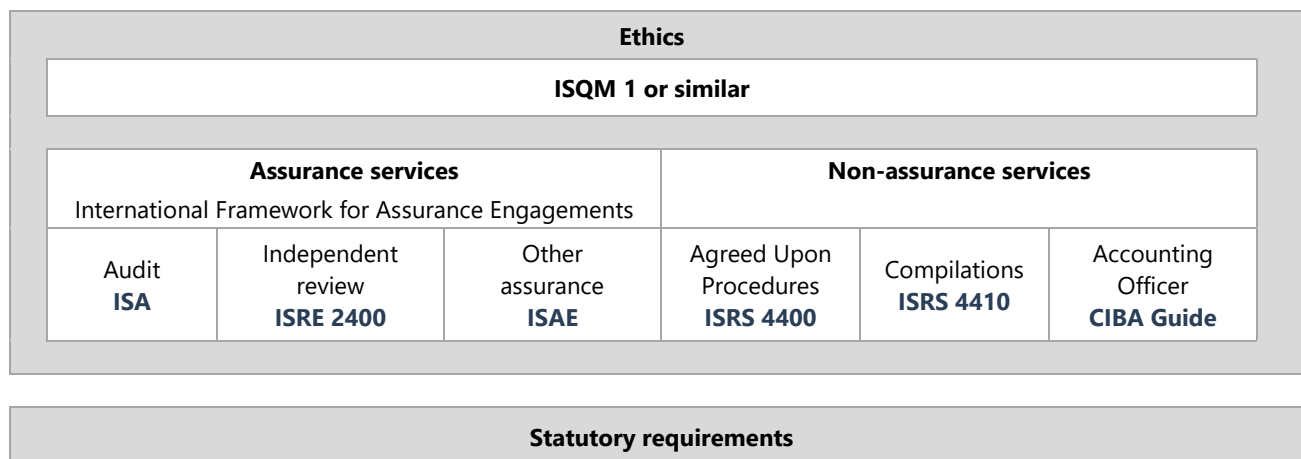 Ethics
ISQM 1 or similar
Assurance services
International Framework for Assurance Engagements
Non-assurance services
Audit
ISA
Independent
review
ISRE 2400
Other
assurance
ISAE
Agreed Upon
Procedures
ISRS 4400
Compilations
ISRS 4410
Accounting
Officer
CIBA Guide
Statutory requirements